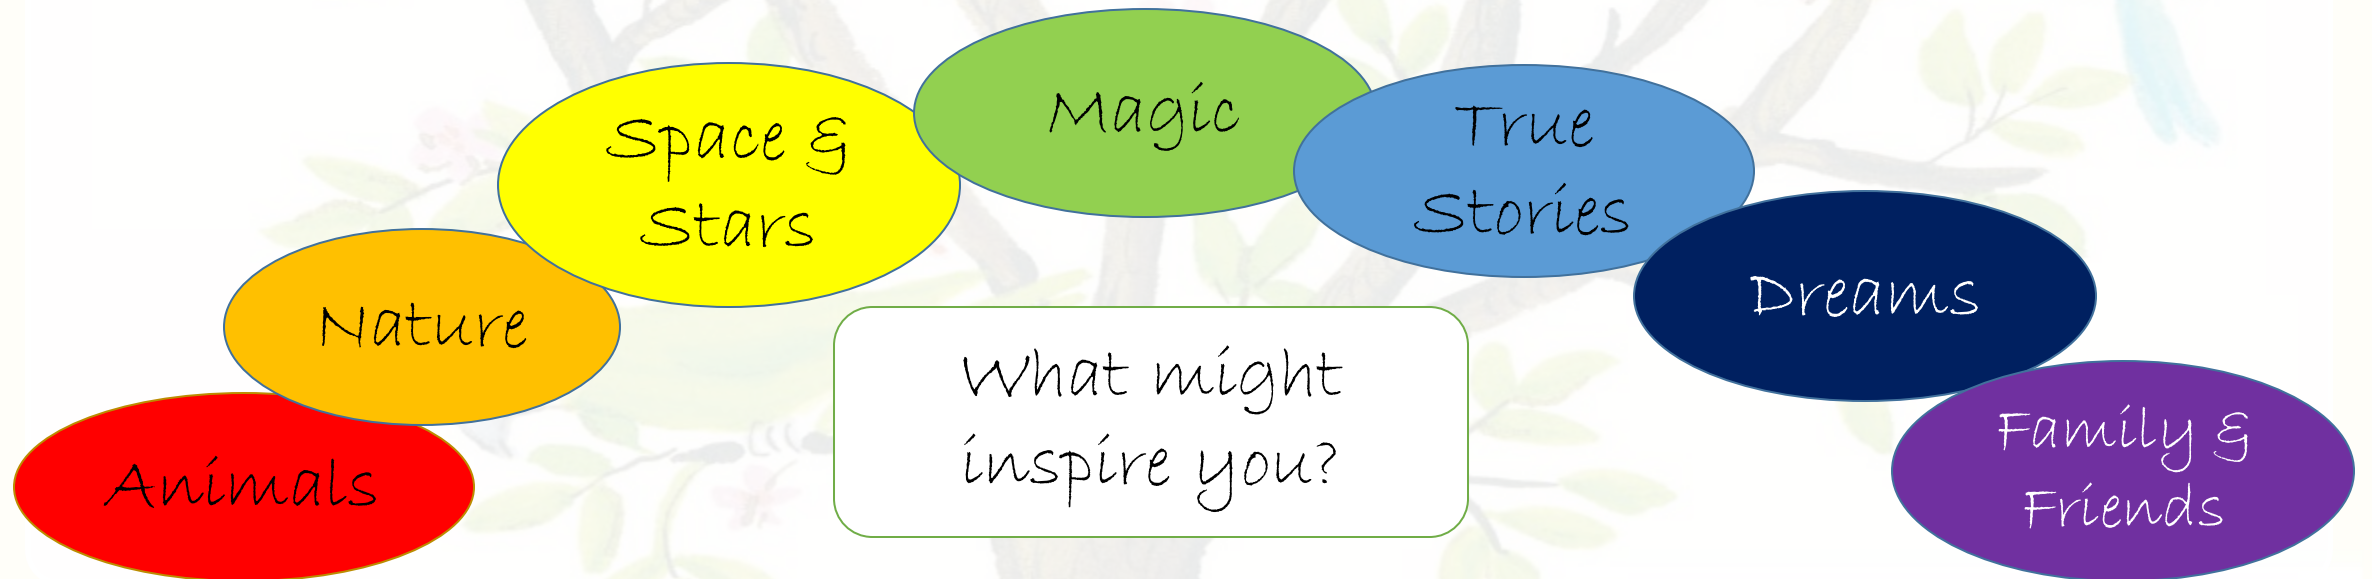 Animals
Nature
Space &
Stars
Magic
True
Stories
Dreams
Family &
Friends
What might
inspire you?